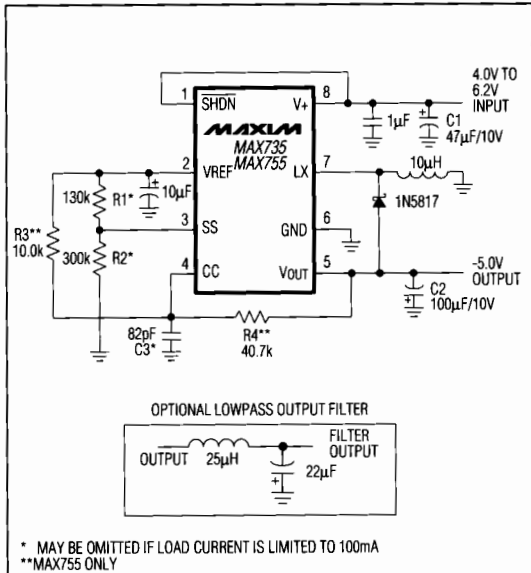 4.0V TO
6.2V
INPUT
1
SHDN
V+
8
1µF
C1
47µF/10V
MAXIM
MAX735
MAX755
2
VREF
LX
7
10µH
130k
R1*
10µF
1N5817
R3**
10.0k
3
SS
GND
6
300k
R2*
4
CC
VOUT
5
-5.0V
OUTPUT
C2
100µF/10V
82pF
C3*
R4**
40.7k
OPTIONAL LOWPASS OUTPUT FILTER
OUTPUT
25µH
FILTER
OUTPUT
22µF
* MAY BE OMITTED IF LOAD CURRENT IS LIMITED TO 100mA
**MAX755 ONLY